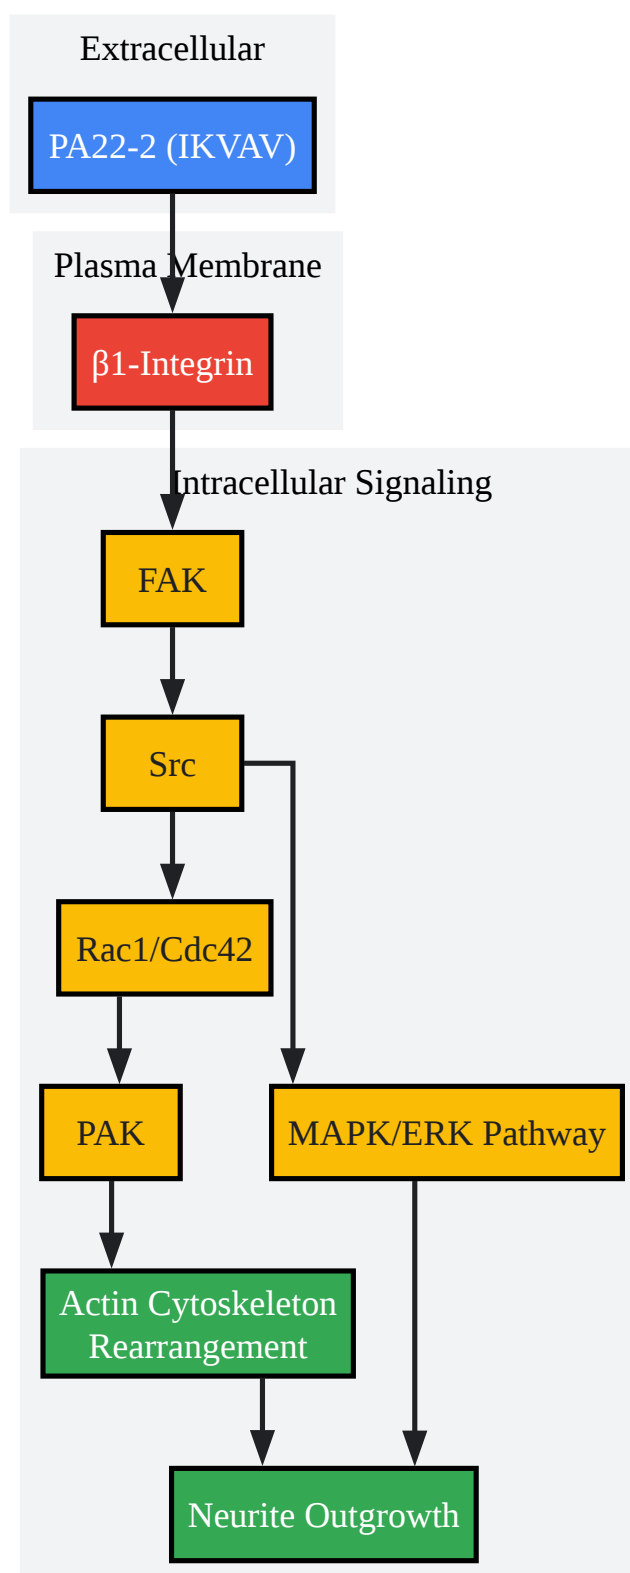 Extracellular
PA22-2 (IKVAV)
Plasma Membrane
β1-Integrin
Intracellular Signaling
FAK
Src
Rac1/Cdc42
PAK
MAPK/ERK Pathway
Actin Cytoskeleton
Rearrangement
Neurite Outgrowth